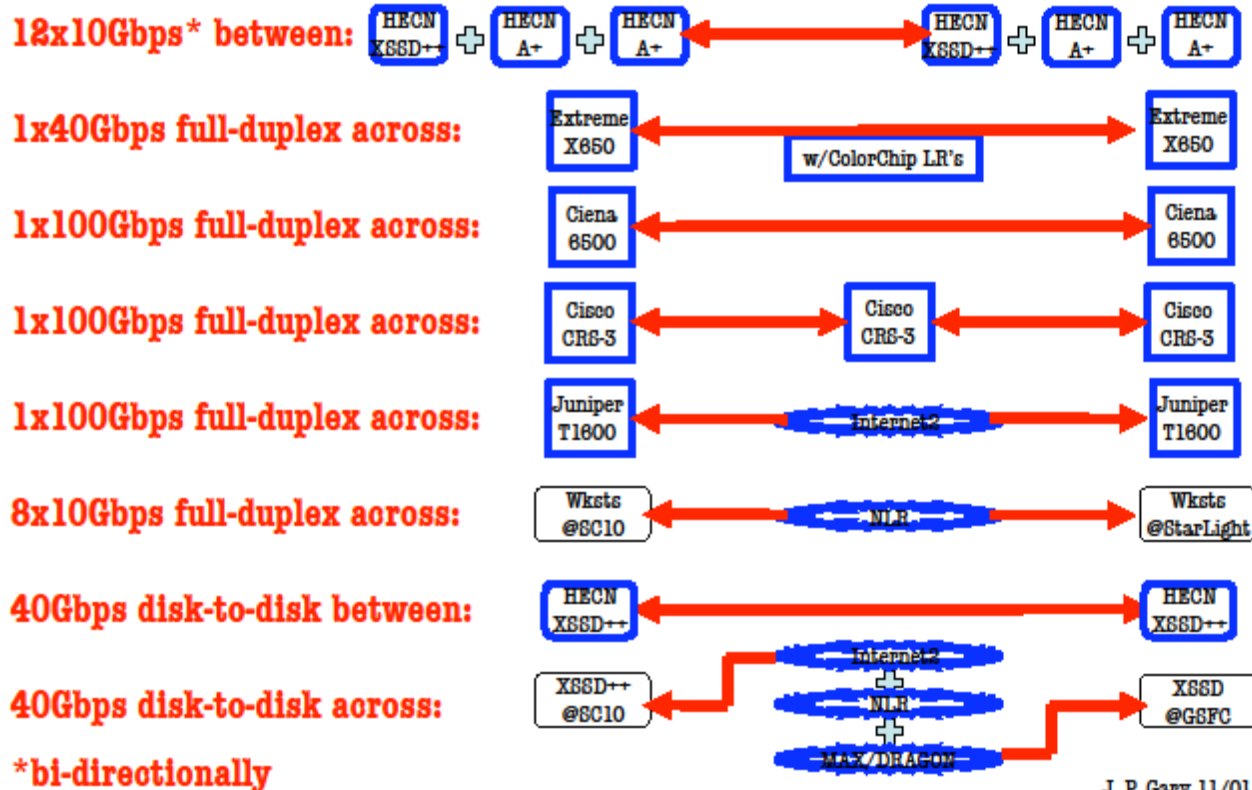 12x10Gbps* between:
HECN XSSD++ HECN A+ HECN A+ HECN XSSD++ HECN A+ HECN A+
1x40Gbps full-duplex across:
Extreme X650
w/ColorChip LR's
Extreme X650
1x100Gbps full-duplex across:
Ciena 6500
Ciena 6500
1x100Gbps full-duplex across:
Cisco CRS-3
Cisco CRS-3
Cisco CRS-3
1x100Gbps full-duplex across:
Juniper T1600
Internet2
Juniper T1600
8x10Gbps full-duplex across:
Wksts @SC10
NLR
Wksts @StarLight
40Gbps disk-to-disk between:
HECN XSSD++
HECN XSSD++
40Gbps disk-to-disk across:
XSSD++ @SC10
Internet2
NLR
MAX/DRAGON
XSSD @GSFC
*bi-directionally
J. P. Gary 11/01